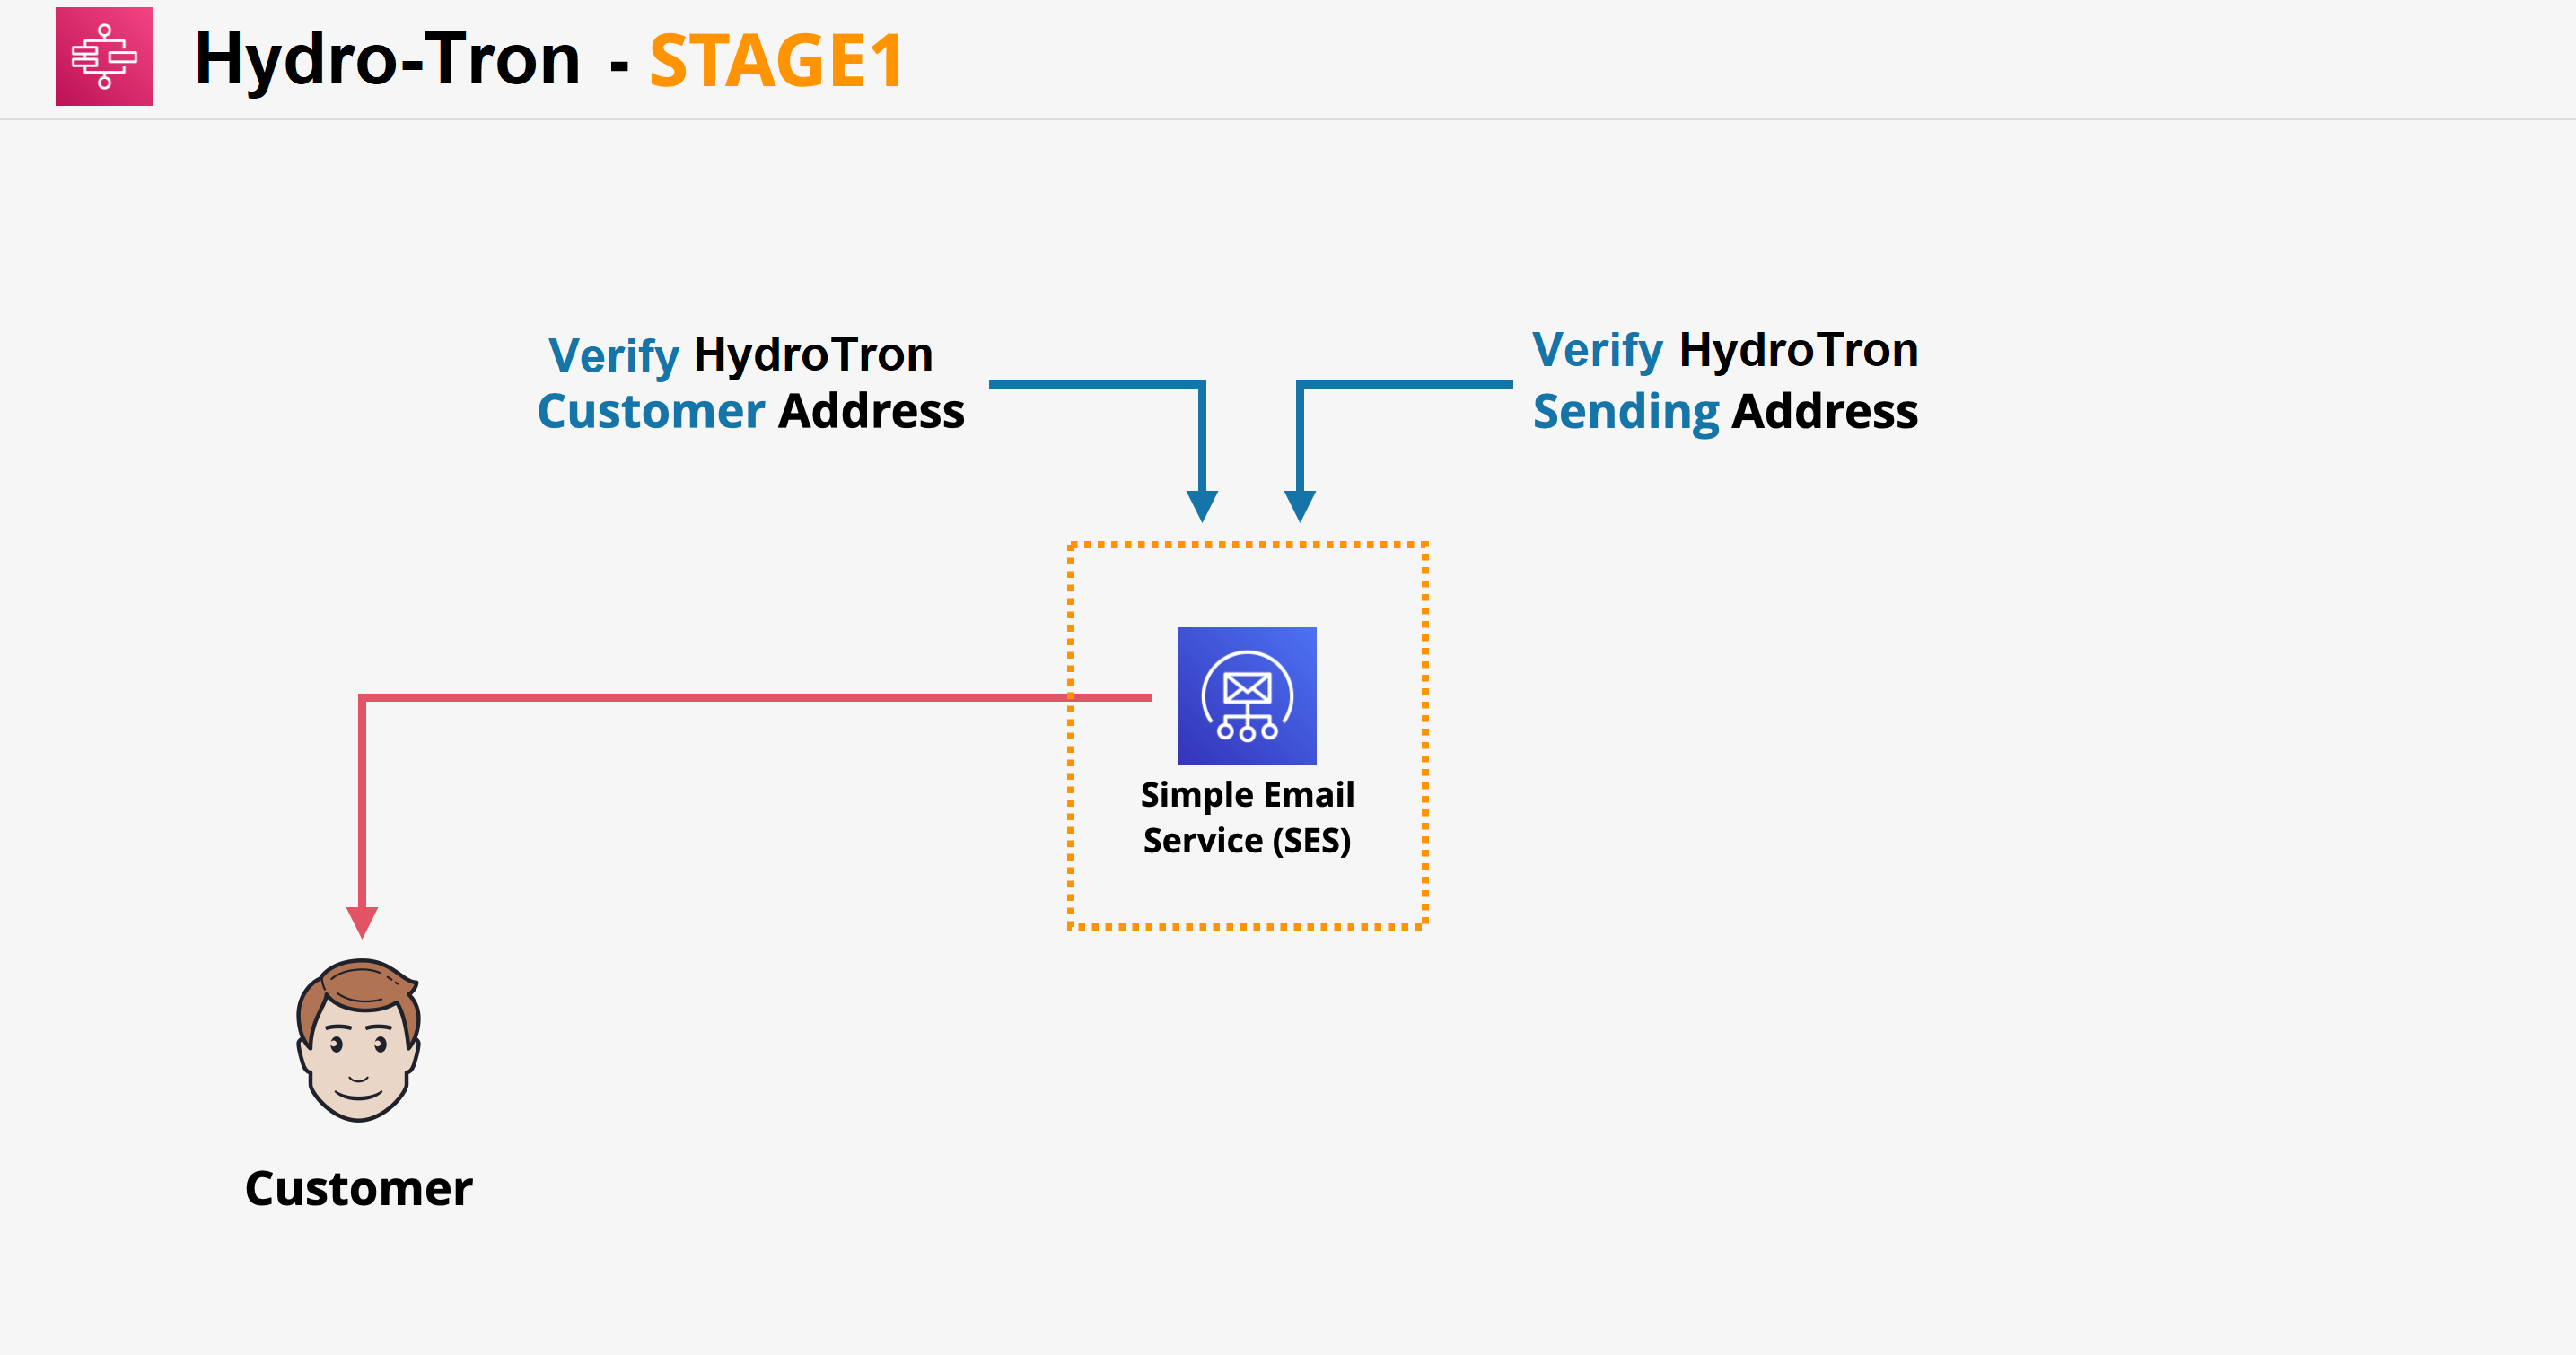 Hydro-Tron - STAGE1
Verify HydroTron
Customer Address
Verify HydroTron
Sending Address
Simple Email
Service (SES)
Customer